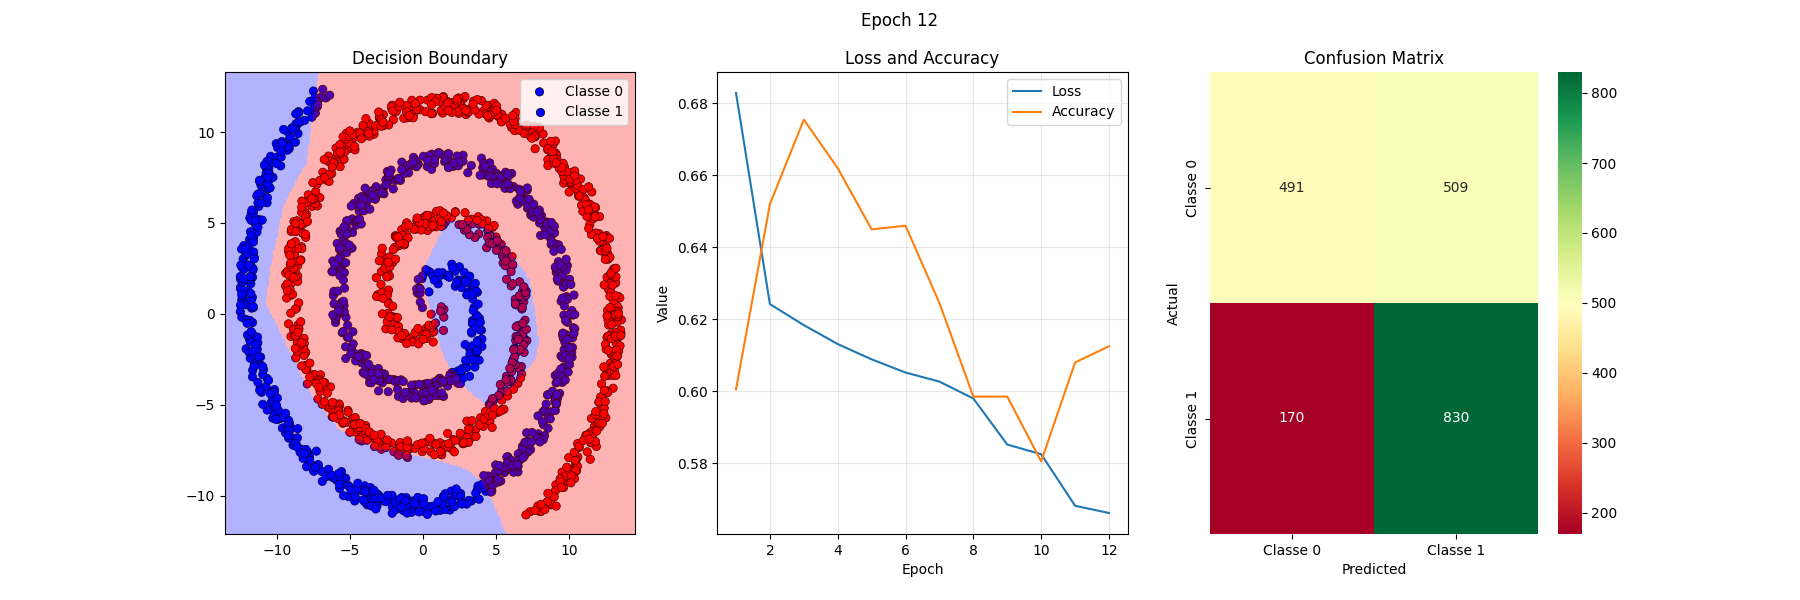 Epoch 12
Decision Boundary
Classe 0
Classe 1
10
5
0
−5
−10
−10 −5 0 5 10
Loss and Accuracy
Loss
Accuracy
Value
0.68
0.66
0.64
0.62
0.60
0.58
2 4 6 8 10 12
Epoch
Confusion Matrix
Actual
Classe 0
Classe 1
491 509
170 830
Classe 0 Classe 1
Predicted
800
700
600
500
400
300
200